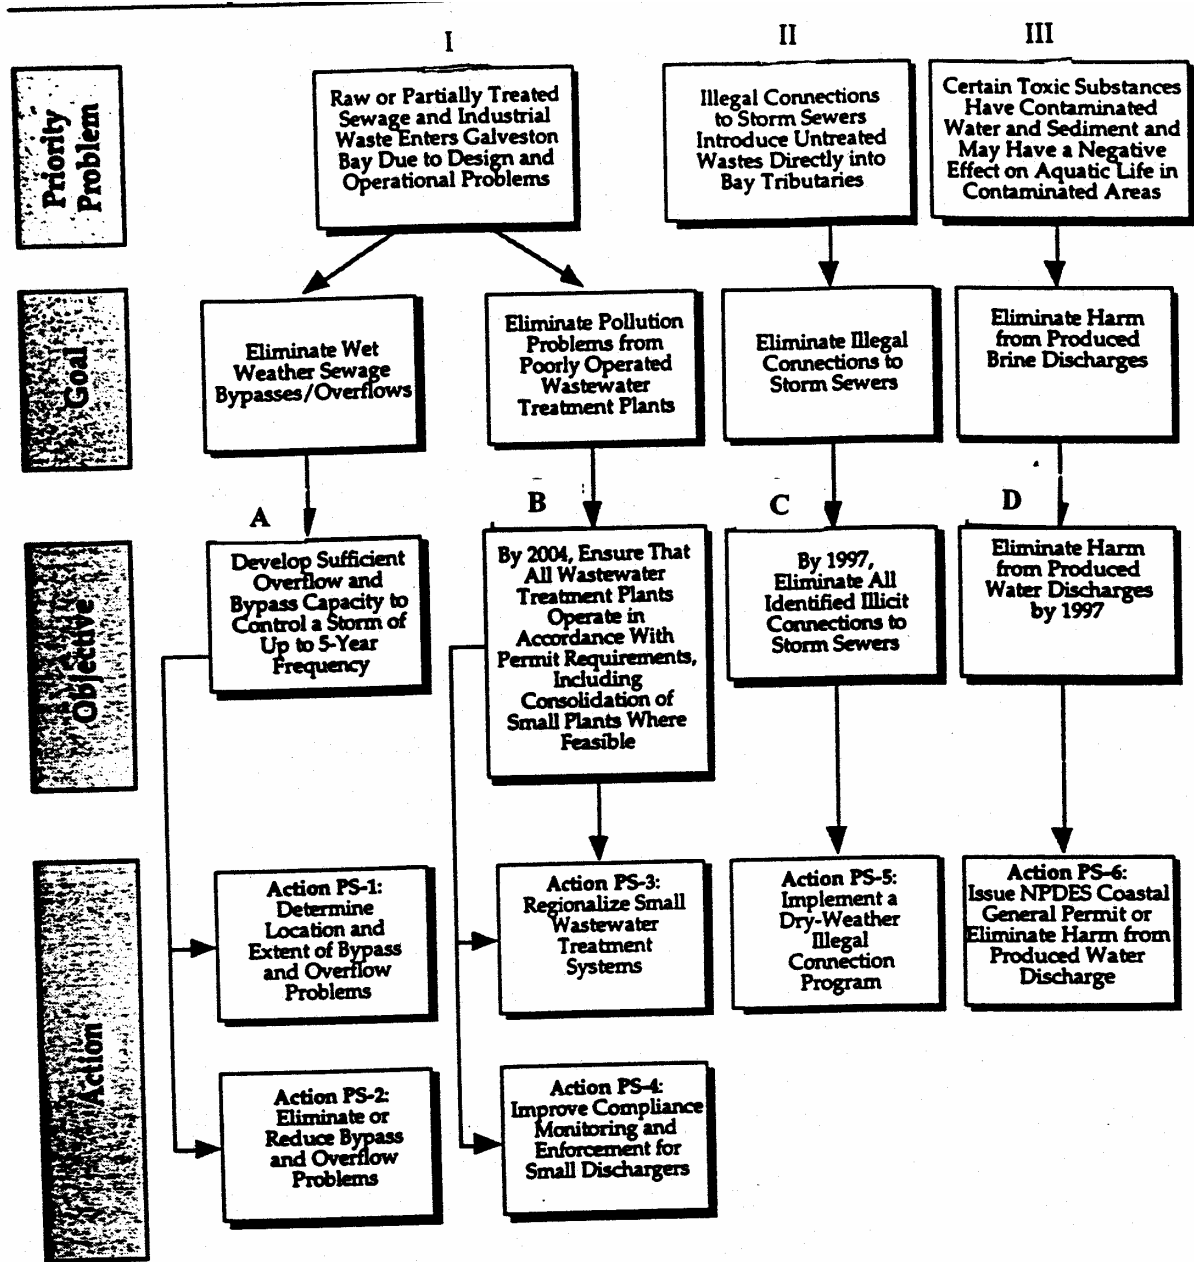 I
II
III
Priority
Problem
Raw or Partially Treated
Sewage and Industrial
Waste Enters Galveston
Bay Due to Design and
Operational Problems
Illegal Connections
to Storm Sewers
Introduce Untreated
Wastes Directly into
Bay Tributaries
Certain Toxic Substances
Have Contaminated
Water and Sediment and
May Have a Negative
Effect on Aquatic Life in
Contaminated Areas
Goal
Eliminate Wet
Weather Sewage
Bypasses/Overflows
Eliminate Pollution
Problems from
Poorly Operated
Wastewater
Treatment Plants
Eliminate Illegal
Connections to
Storm Sewers
Eliminate Harm
from Produced
Brine Discharges
A
B
C
D
Objective
Develop Sufficient
Overflow and
Bypass Capacity to
Control a Storm of
Up to 5-Year
Frequency
By 2004, Ensure That
All Wastewater
Treatment Plants
Operate in
Accordance With
Permit Requirements,
Including
Consolidation of
Small Plants Where
Feasible
By 1997,
Eliminate All
Identified Illicit
Connections to
Storm Sewers
Eliminate Harm
from Produced
Water Discharges
by 1997
Action
Action PS-1:
Determine
Location and
Extent of Bypass
and Overflow
Problems
Action PS-3:
Regionalize Small
Wastewater
Treatment
Systems
Action PS-5:
Implement a
Dry-Weather
Illegal
Connection
Program
Action PS-6:
Issue NPDES Coastal
General Permit or
Eliminate Harm from
Produced Water
Discharge
Action PS-2:
Eliminate or
Reduce Bypass
and Overflow
Problems
Action PS-4:
Improve Compliance
Monitoring and
Enforcement for
Small Dischargers